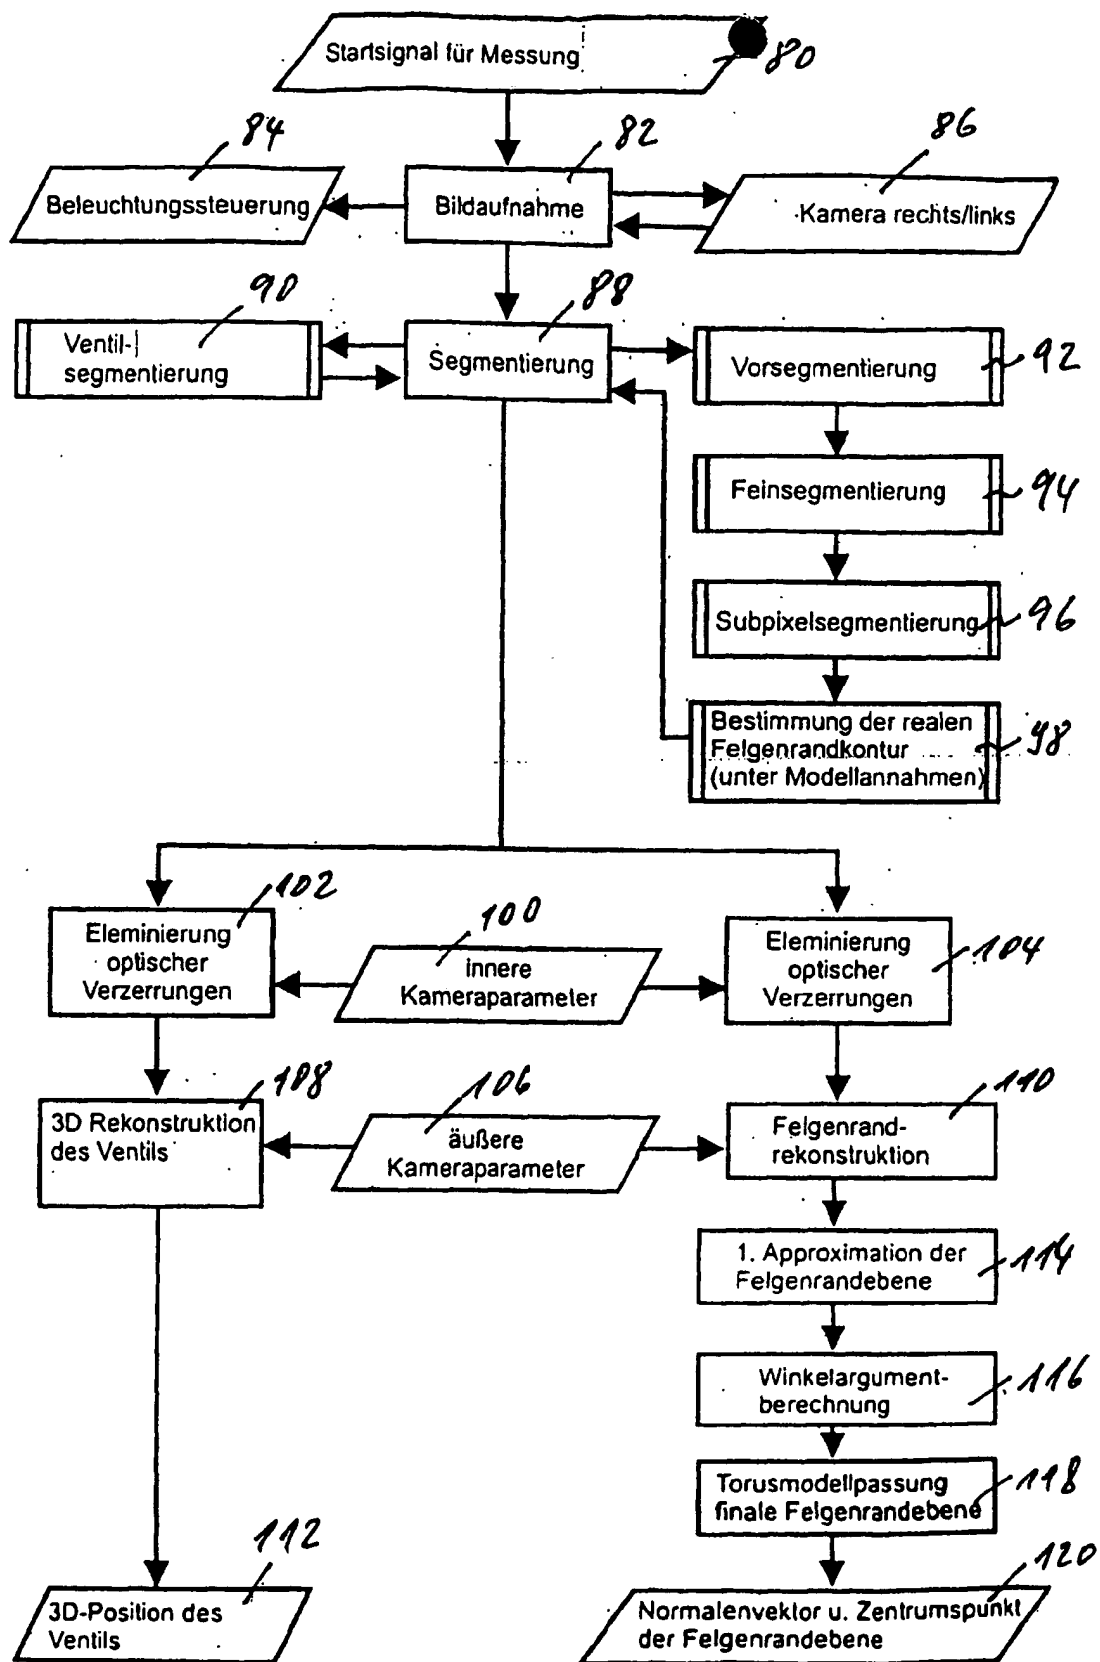 Startsignal für Messung
80
84
82
86
Beleuchtungssteuerung
Bildaufnahme
Kamera rechts/links
90
88
Ventil-
segmentierung
Segmentierung
Vorsegmentierung
92
Feinsegmentierung
94
Subpixelsegmentierung
96
Bestimmung der realen
Felgenrandkontur
(unter Modellannahmen)
98
102
100
Eleminierung
optischer
Verzerrungen
innere
Kameraparameter
Eleminierung
optischer
Verzerrungen
104
108
106
110
3D Rekonstruktion
des Ventils
äußere
Kameraparameter
Felgenrand-
rekonstruktion
1. Approximation der
Felgenrandebene
114
Winkelargument-
berechnung
116
Torusmodellpassung
finale Felgenrandebene
118
112
120
3D-Position des
Ventils
Normalenvektor u. Zentrumspunkt
der Felgenrandebene